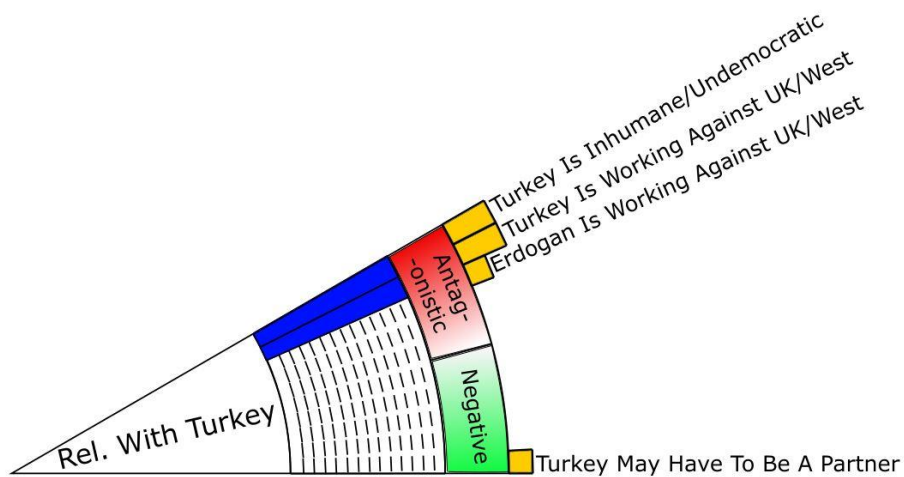 Turkey Is Inhumane/Undemocratic
Turkey Is Working Against UK/West
Erdogan Is Working Against UK/West
Antag-
-onistic
Negative
Rel. With Turkey
Turkey May Have To Be A Partner